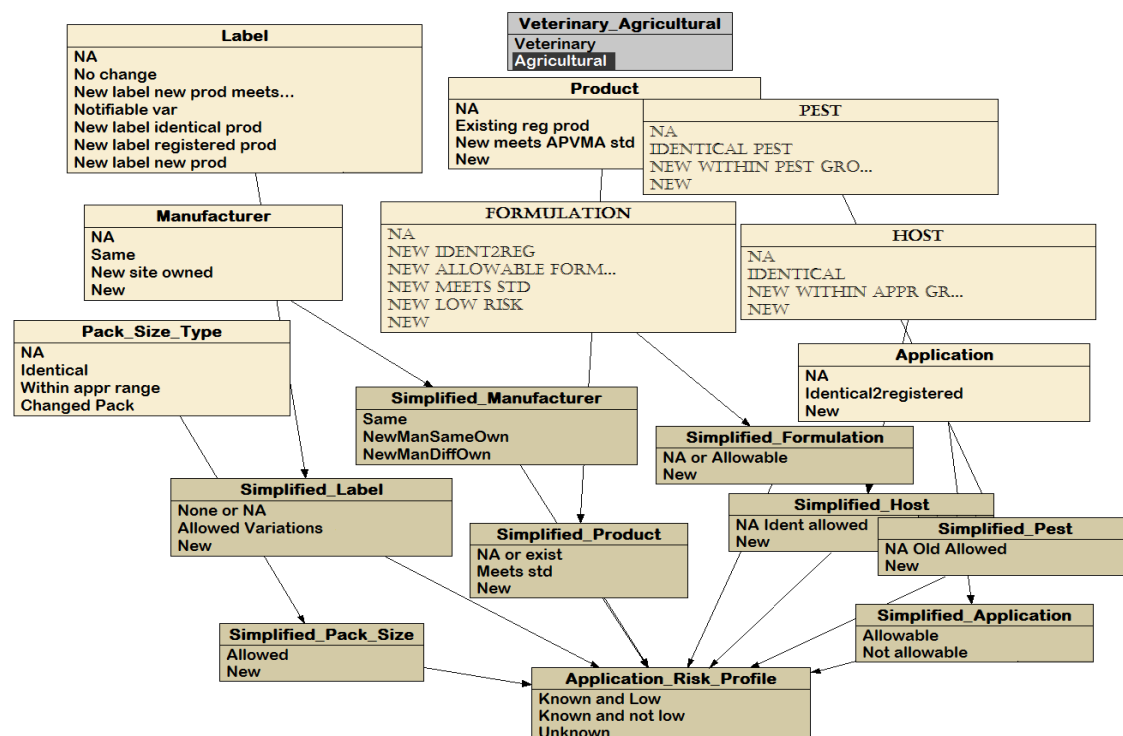 Label
NA
No change
New label new prod meets...
Notifiable var
New label identical prod
New label registered prod
New label new prod
Veterinary_Agricultural
Veterinary
Agricultural
Product
NA
Existing reg prod
New meets APVMA std
New
PEST
NA
IDENTICAL PEST
NEW WITHIN PEST GRO...
NEW
Manufacturer
NA
Same
New site owned
New
FORMULATION
NA
NEW IDENT2REG
NEW ALLOWABLE FORM...
NEW MEETS STD
NEW LOW RISK
NEW
HOST
NA
IDENTICAL
NEW WITHIN APPR GR...
NEW
Pack_Size_Type
NA
Identical
Within appr range
Changed Pack
Application
NA
Identical2registered
New
Simplified_Manufacturer
Same
NewManSameOwn
NewManDiffOwn
Simplified_Formulation
NA or Allowable
New
Simplified_Label
None or NA
Allowed Variations
New
Simplified_Product
NA or exist
Meets std
New
Simplified_Host
NA Ident allowed
New
Simplified_Pest
NA Old Allowed
New
Simplified_Pack_Size
Allowed
New
Simplified_Application
Allowable
Not allowable
Application_Risk_Profile
Known and Low
Known and not low
Unknown